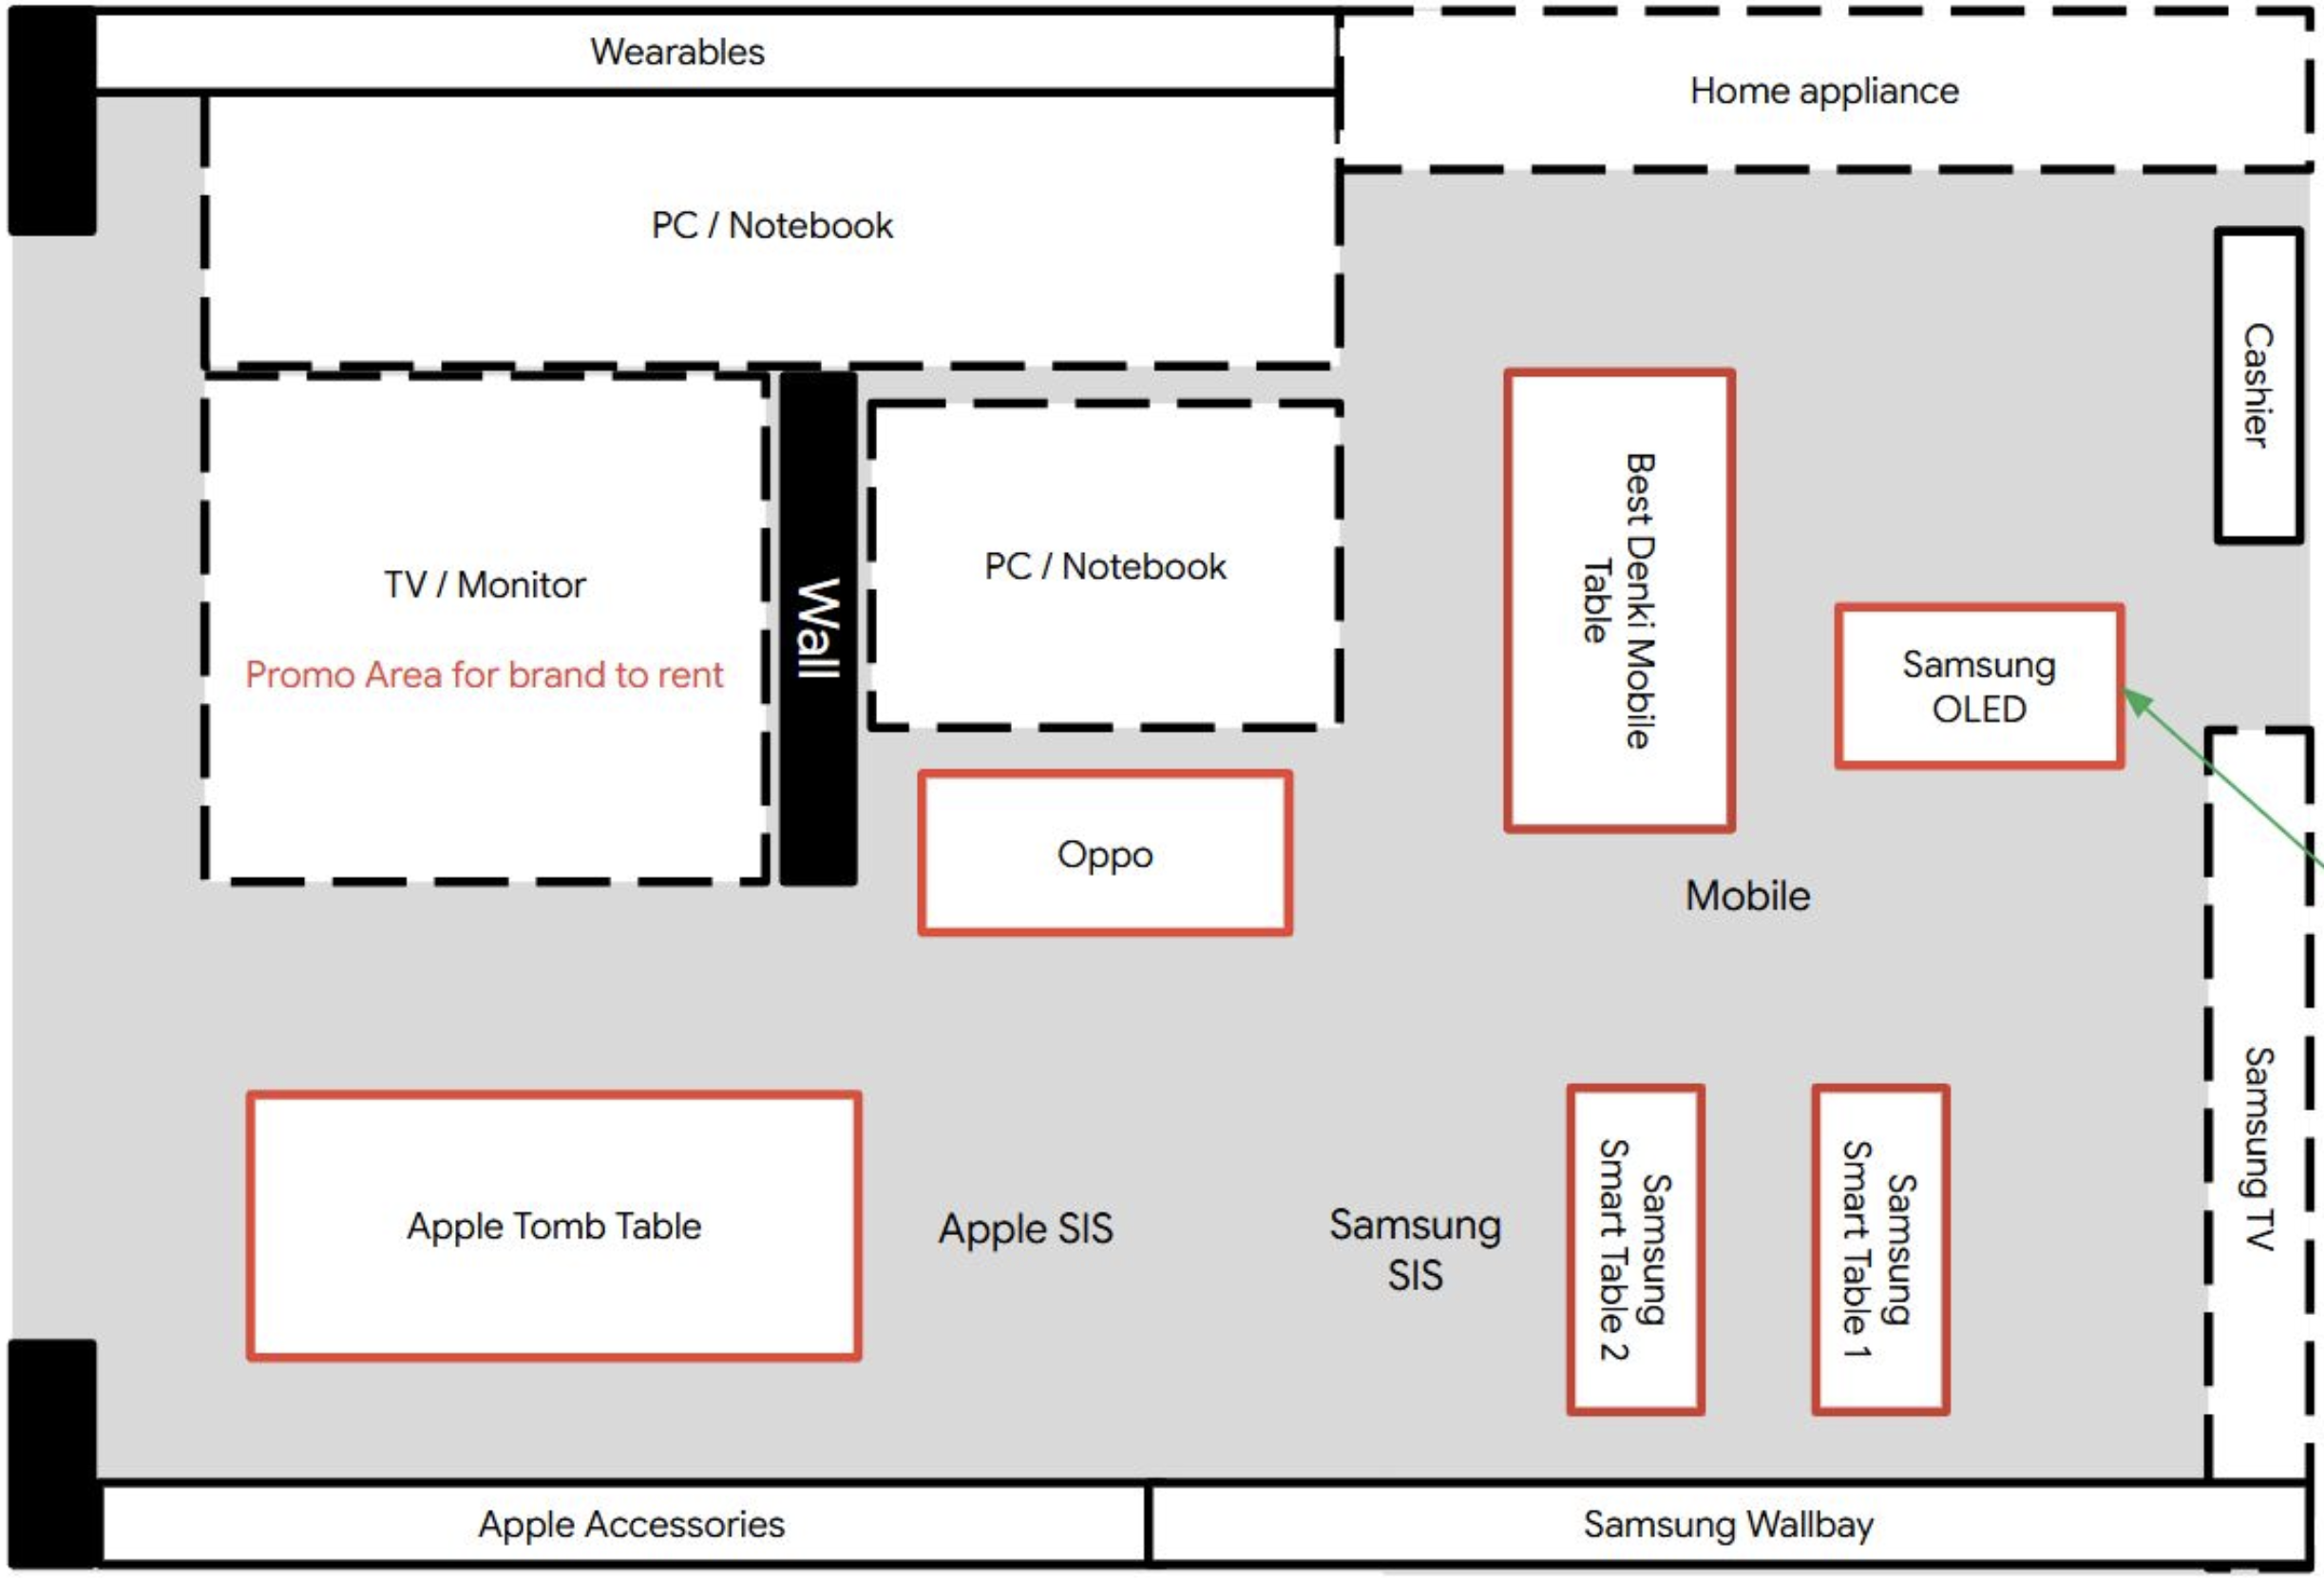 Wearables
Home appliance
PC / Notebook
Cashier
TV / Monitor
Promo Area for brand to rent
Wall
PC / Notebook
Best Denki Mobile
Table
Samsung
OLED
Oppo
Mobile
Samsung TV
Apple Tomb Table
Apple SIS
Samsung
SIS
Samsung
Smart Table 2
Samsung
Smart Table 1
Apple Accessories
Samsung Wallbay